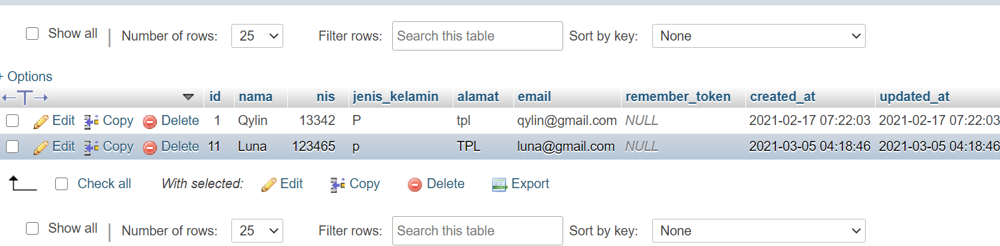 Show all Number of rows: 25 Filter rows: Search this table Sort by key: None
+ Options
←T→ id nama nis jenis_kelamin alamat email remember_token created_at updated_at
Edit Copy Delete 1 Qylin 13342 P tpl qylin@gmail.com NULL 2021-02-17 07:22:03 2021-02-17 07:22:03
Edit Copy Delete 11 Luna 123465 p TPL luna@gmail.com NULL 2021-03-05 04:18:46 2021-03-05 04:18:46
Check all With selected: Edit Copy Delete Export
Show all Number of rows: 25 Filter rows: Search this table Sort by key: None